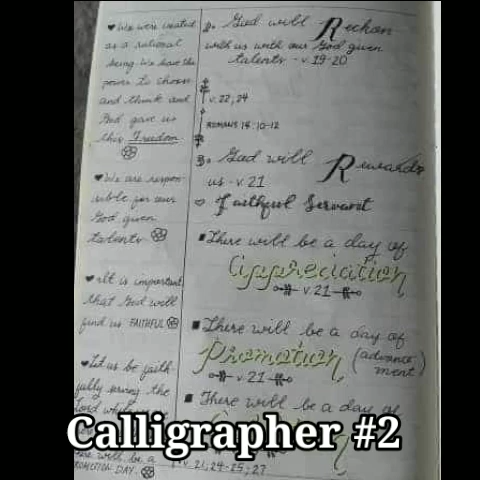 ♥ We were created
as a rational
being. We have the
power to choose
and think and
God gave us
this Freedom
♥ We are respon-
sible for our
God given
talents
♥ It is important
that God will
find us FAITHFUL
♥ Let us be faith-
fully serving the
Lord while
there will be a
PROMOTION DAY.
2. God will Reckon
with us with our God given
talents - v. 19-20
v. 22, 24
ROMANS 14:10-12
3. God will Rewards
us - v. 21
Faithful Servant
▪ There will be a day of
Appreciation
v. 21
▪ There will be a day of
Promotion (advance-
ment)
v. 21
▪ There will be a day of
v. 21, 24-25, 27
Calligrapher #2